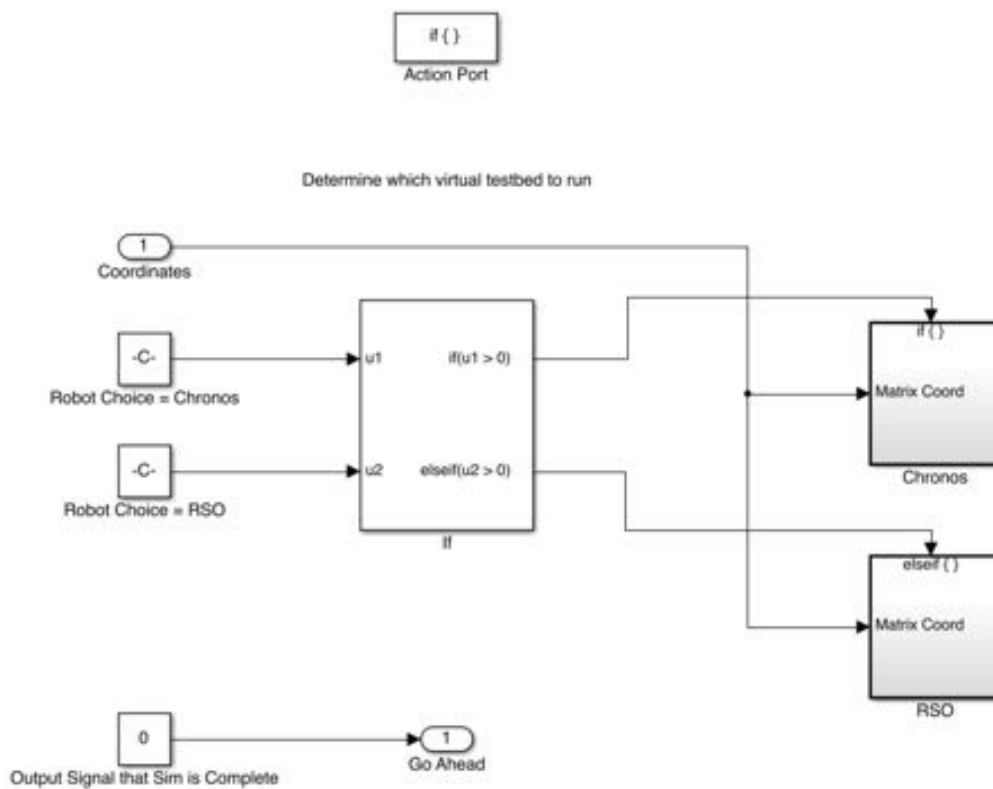 if { }
Action Port
Determine which virtual testbed to run
1
Coordinates
-C-
Robot Choice = Chronos
-C-
Robot Choice = RSO
u1
if(u1 > 0)
u2
elseif(u2 > 0)
If
if { }
Matrix Coord
Chronos
elseif { }
Matrix Coord
RSO
0
Output Signal that Sim is Complete
1
Go Ahead